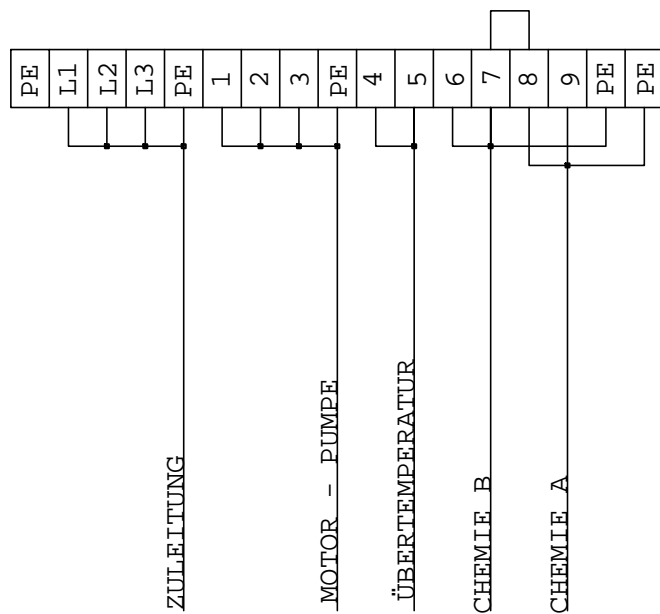 PE
L1
L2
L3
PE
1
2
3
PE
4
5
6
7
8
9
PE
PE
ZULEITUNG
MOTOR - PUMPE
ÜBERTEMPERATUR
CHEMIE B
CHEMIE A